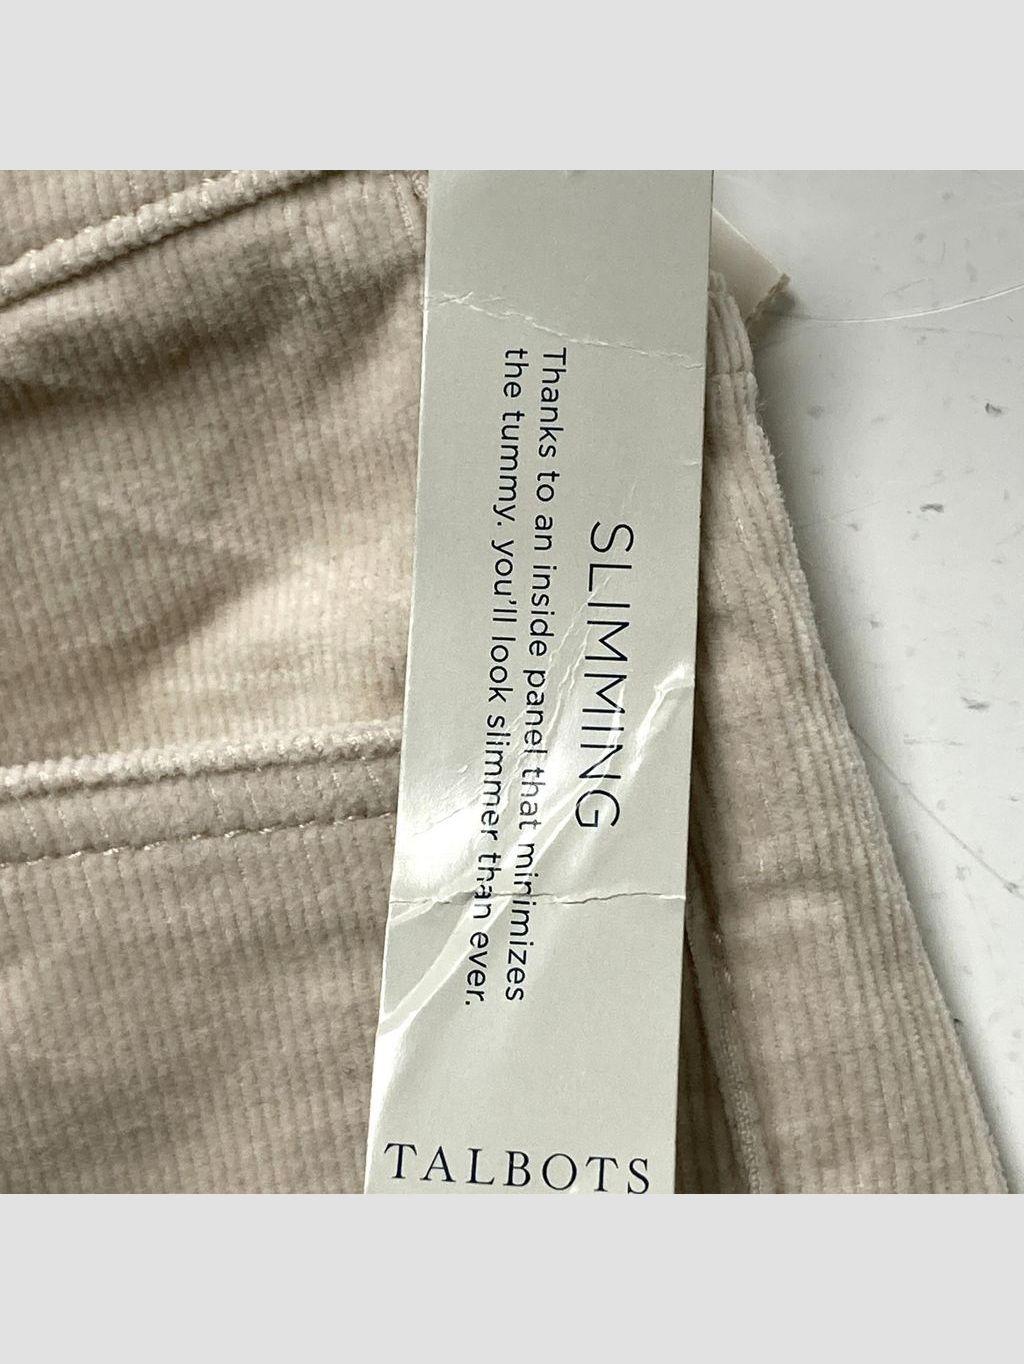 SLIMMING
Thanks to an inside panel that minimizes
the tummy. you'll look slimmer than ever.
TALBOTS